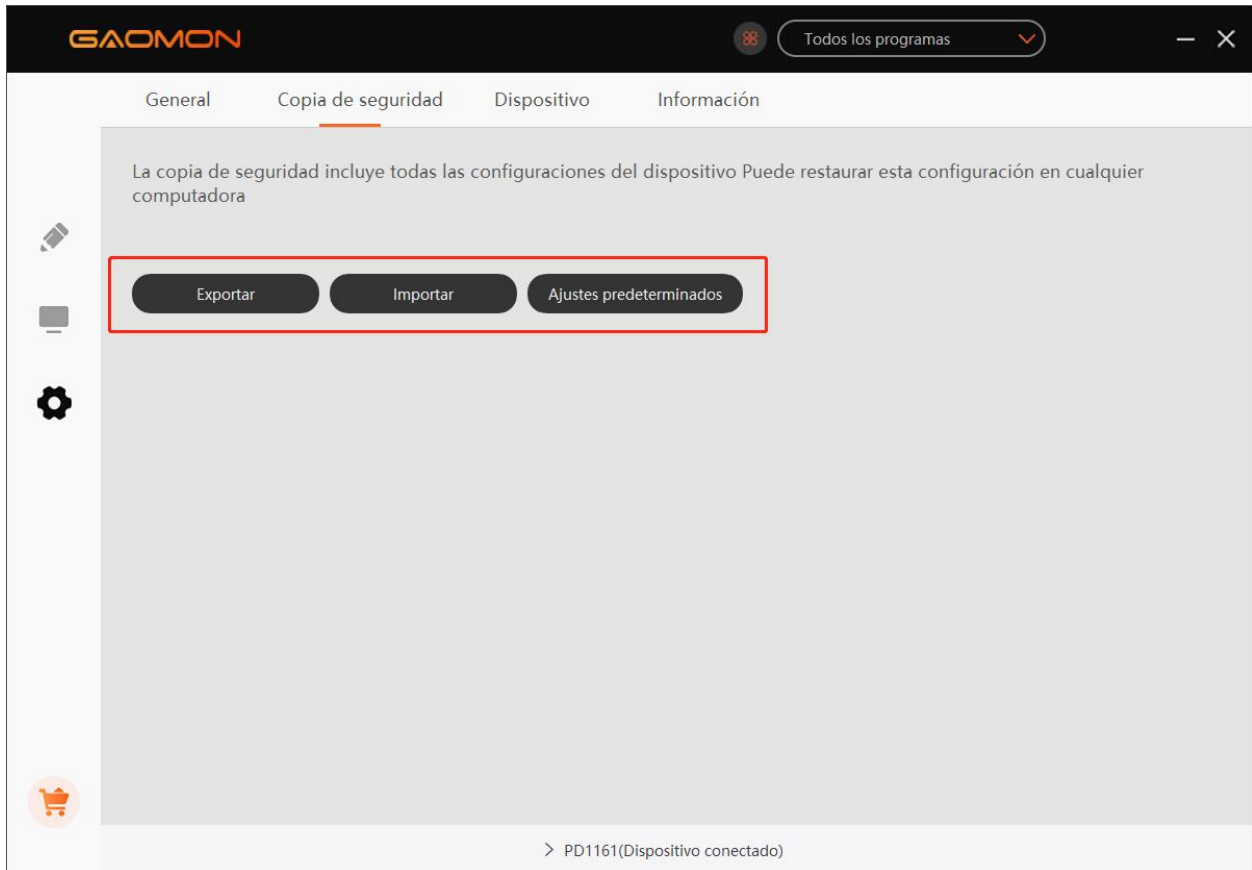 GAOMON
Todos los programas
General Copia de seguridad Dispositivo Información
La copia de seguridad incluye todas las configuraciones del dispositivo Puede restaurar esta configuración en cualquier
computadora
Exportar Importar Ajustes predeterminados
> PD1161(Dispositivo conectado)